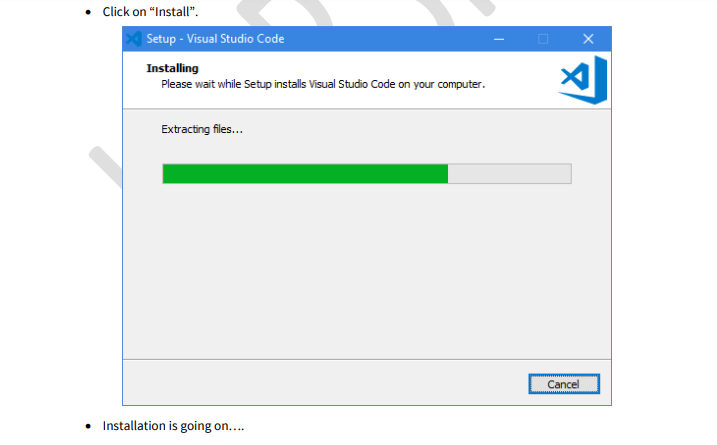 • Click on “Install”.
Setup - Visual Studio Code
Installing
Please wait while Setup installs Visual Studio Code on your computer.
Extracting files...
Cancel
• Installation is going on….